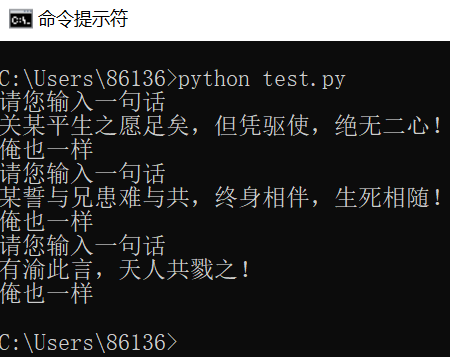 命令提示符
C:\Users\86136>python test.py
请您输入一句话
关某平生之愿足矣，但凭驱使，绝无二心！
俺也一样
请您输入一句话
某誓与兄患难与共，终身相伴，生死相随！
俺也一样
请您输入一句话
有渝此言，天人共戮之！
俺也一样
C:\Users\86136>